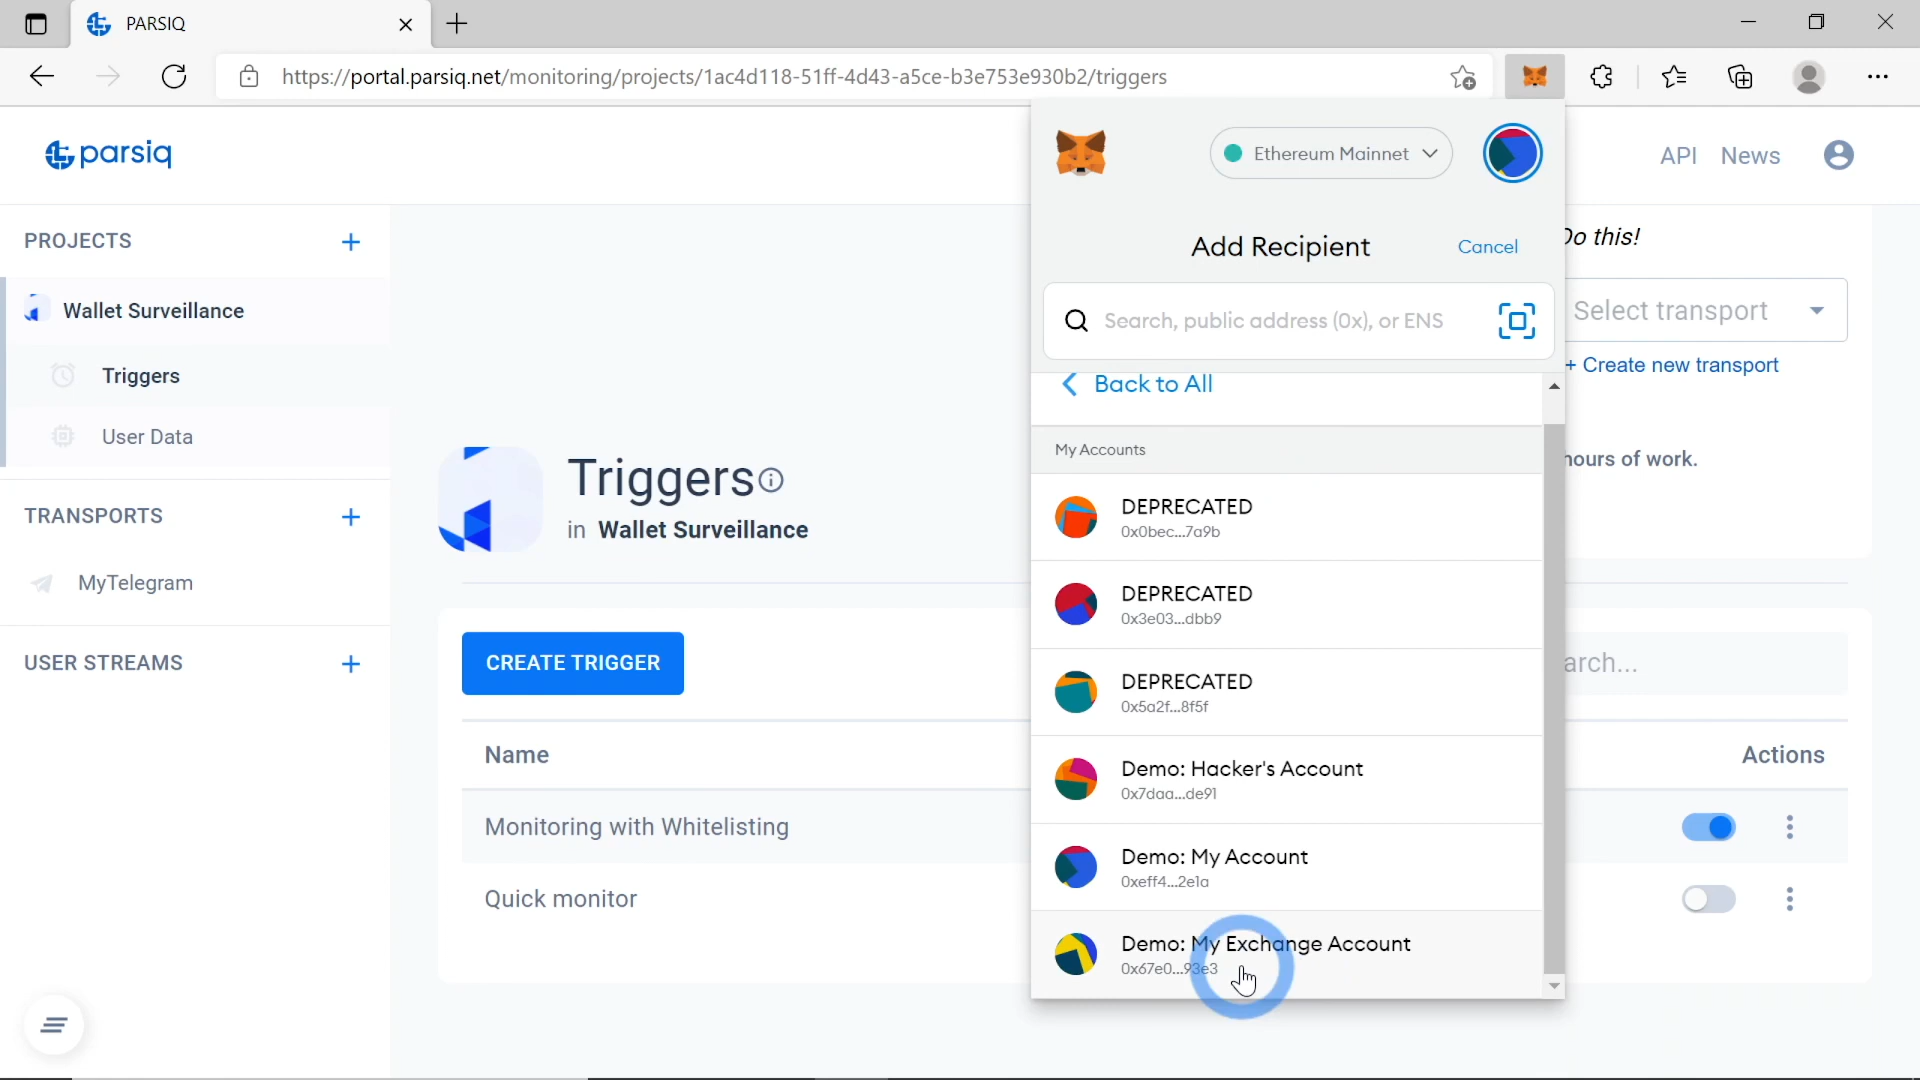 PARSIQ
https://portal.parsiq.net/monitoring/projects/1ac4d118-51ff-4d43-a5ce-b3e753e930b2/triggers
parsiq
API News
PROJECTS
Wallet Surveillance
Triggers
User Data
TRANSPORTS
MyTelegram
USER STREAMS
Triggers
in Wallet Surveillance
CREATE TRIGGER
Name
Monitoring with Whitelisting
Quick monitor
Ethereum Mainnet
Add Recipient
Cancel
Search, public address (0x), or ENS
Back to All
My Accounts
DEPRECATED
0x0bec...7a9b
DEPRECATED
0x3e03...dbb9
DEPRECATED
0x5a2f...8f5f
Demo: Hacker's Account
0x7daa...de91
Demo: My Account
0xeff4...2e1a
Demo: My Exchange Account
0x67e0...93e3
Do this!
Select transport
+ Create new transport
hours of work.
arch...
Actions